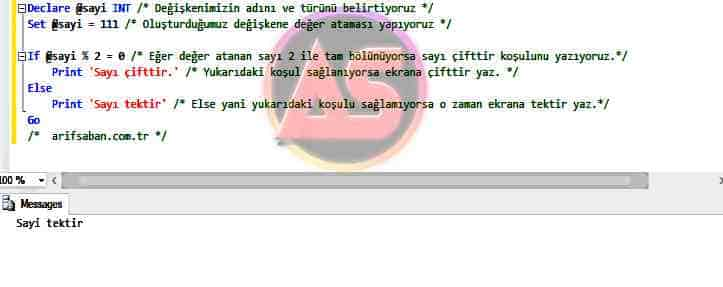 Declare @sayi INT /* Değişkenimizin adını ve türünü belirtiyoruz */
Set @sayi = 111 /* Oluşturduğumuz değişkene değer ataması yapıyoruz */
If @sayi % 2 = 0 /* Eğer değer atanan sayı 2 ile tam bölünüyorsa sayı çifttir koşulunu yazıyoruz.*/
Print 'Sayı çifttir.' /* Yukarıdaki koşul sağlanıyorsa ekrana çifttir yaz. */
Else
Print 'Sayı tektir' /* Else yani yukarıdaki koşulu sağlamıyorsa o zaman ekrana tektir yaz.*/
Go
/* arifsaban.com.tr */
AS
100 %
Messages
Sayi tektir